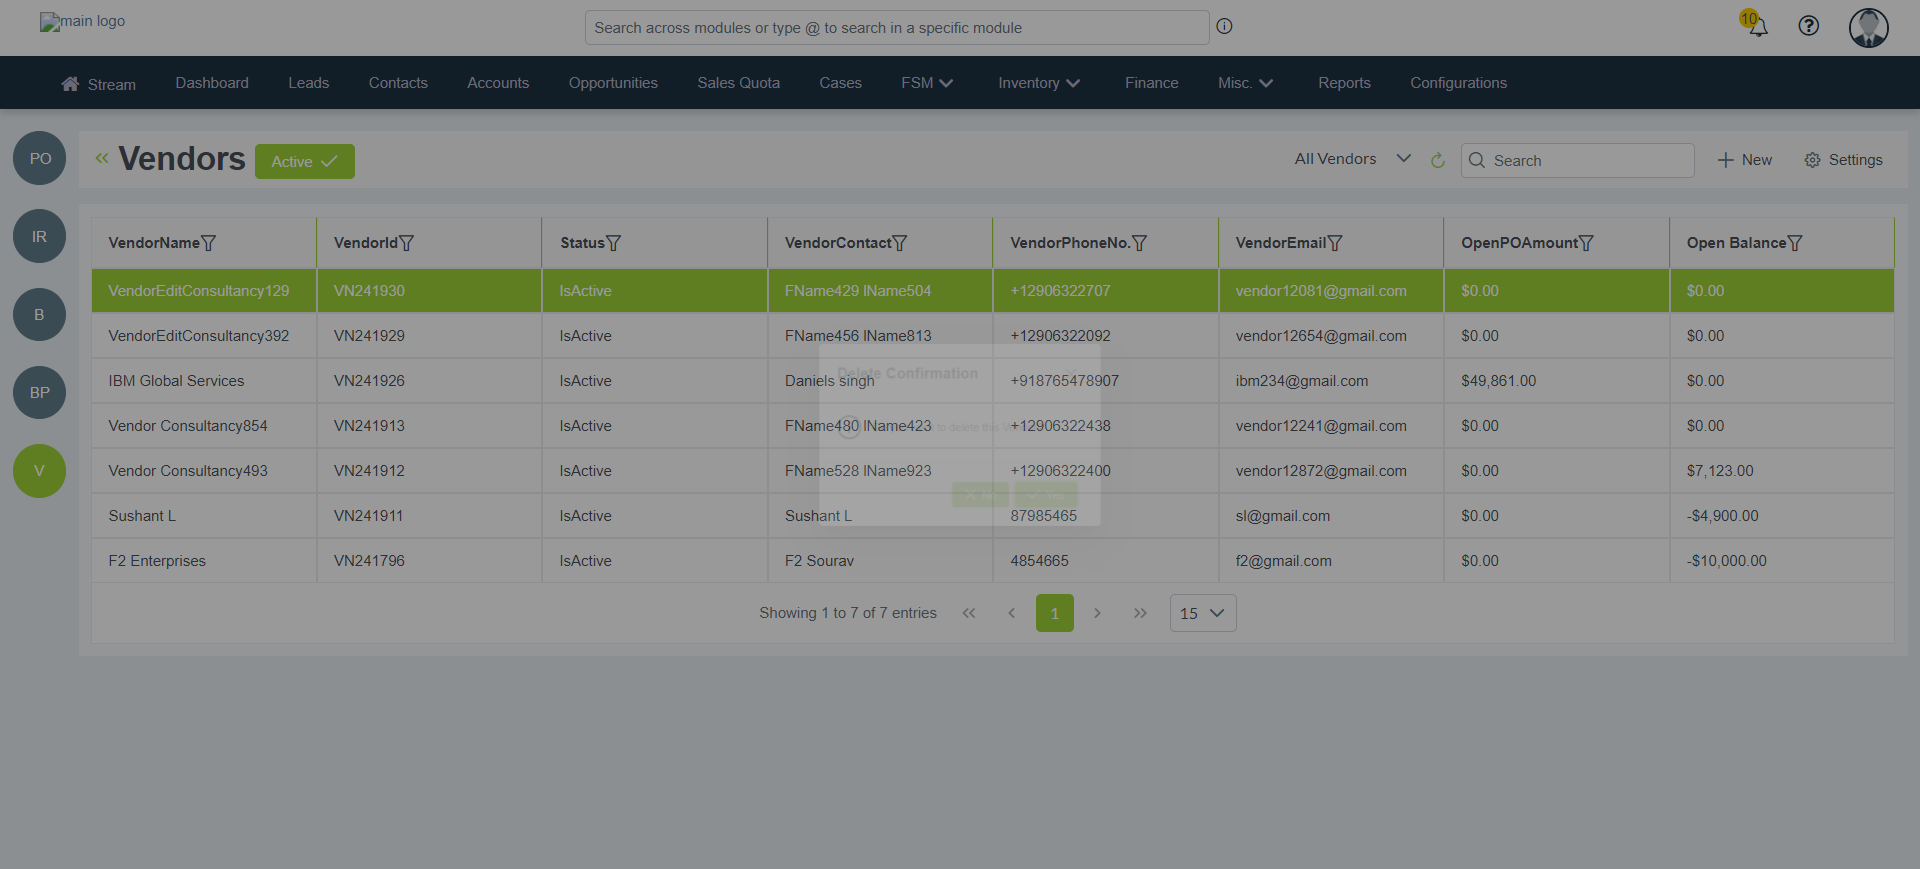 main logo
Search across modules or type @ to search in a specific module
10
Stream Dashboard Leads Contacts Accounts Opportunities Sales Quota Cases FSM Inventory Finance Misc. Reports Configurations
PO
IR
B
BP
V
Vendors Active All Vendors Search New Settings
VendorName VendorId Status VendorContact VendorPhoneNo. VendorEmail OpenPOAmount Open Balance
VendorEditConsultancy129 VN241930 IsActive FName429 lName504 +12906322707 vendor12081@gmail.com $0.00 $0.00
VendorEditConsultancy392 VN241929 IsActive FName456 lName813 +12906322092 vendor12654@gmail.com $0.00 $0.00
IBM Global Services VN241926 IsActive Daniels singh +918765478907 ibm234@gmail.com $49,861.00 $0.00
Vendor Consultancy854 VN241913 IsActive FName480 lName423 +12906322438 vendor12241@gmail.com $0.00 $0.00
Vendor Consultancy493 VN241912 IsActive FName528 lName923 +12906322400 vendor12872@gmail.com $0.00 $7,123.00
Sushant L VN241911 IsActive Sushant L 87985465 sl@gmail.com $0.00 -$4,900.00
F2 Enterprises VN241796 IsActive F2 Sourav 4854665 f2@gmail.com $0.00 -$10,000.00
Delete Confirmation
to delete this
Showing 1 to 7 of 7 entries 1 15